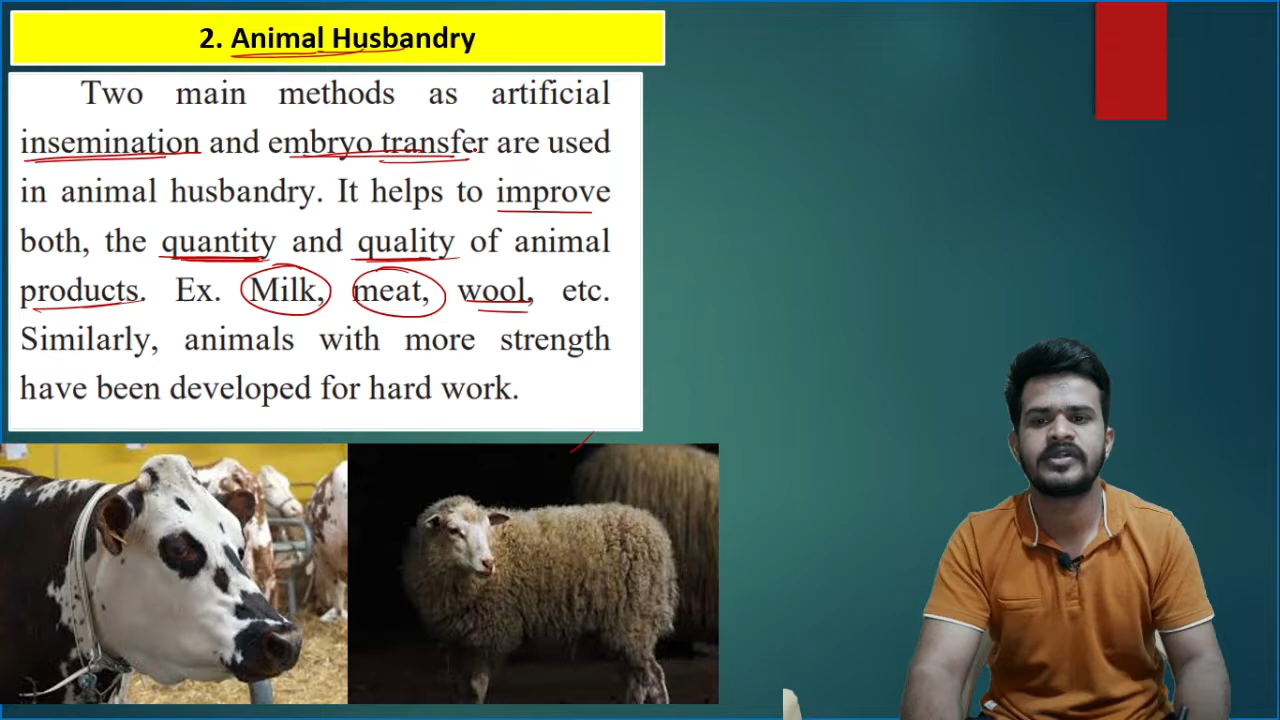 2. Animal Husbandry
Two main methods as artificial
insemination and embryo transfer are used
in animal husbandry. It helps to improve
both, the quantity and quality of animal
products. Ex. Milk, meat, wool, etc.
Similarly, animals with more strength
have been developed for hard work.